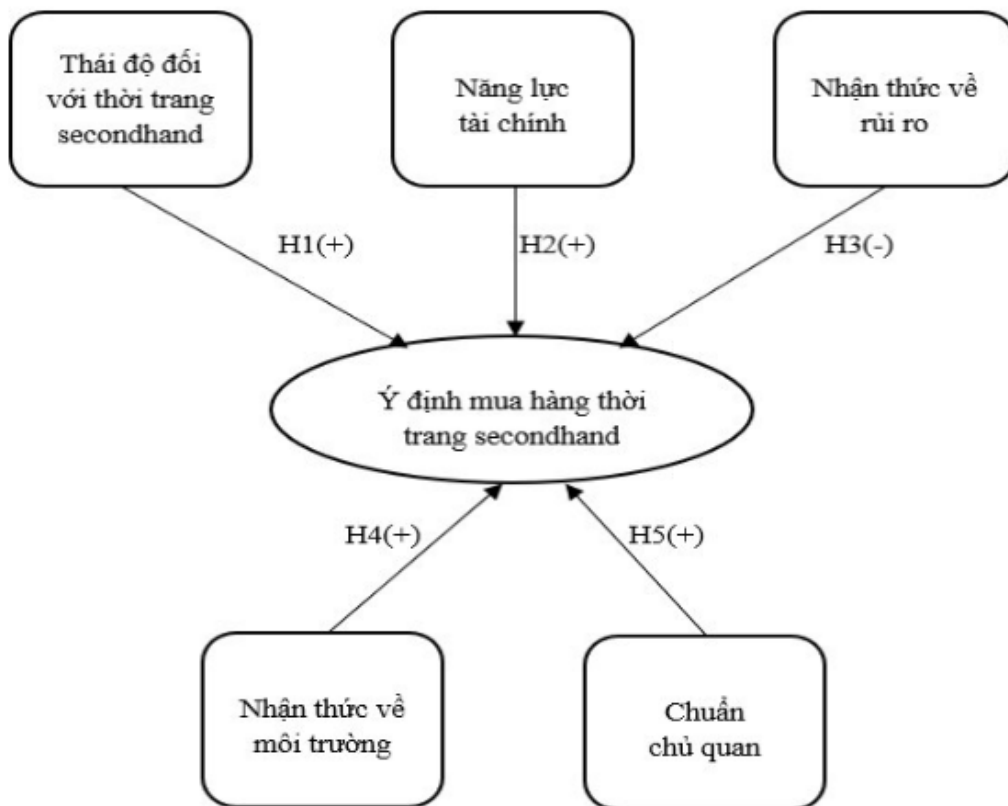 Thái độ đối
với thời trang
secondhand
Năng lực
tài chính
Nhận thức về
rủi ro
H1(+)
H2(+)
H3(-)
Ý định mua hàng thời
trang secondhand
H4(+)
H5(+)
Nhận thức về
môi trường
Chuẩn
chủ quan